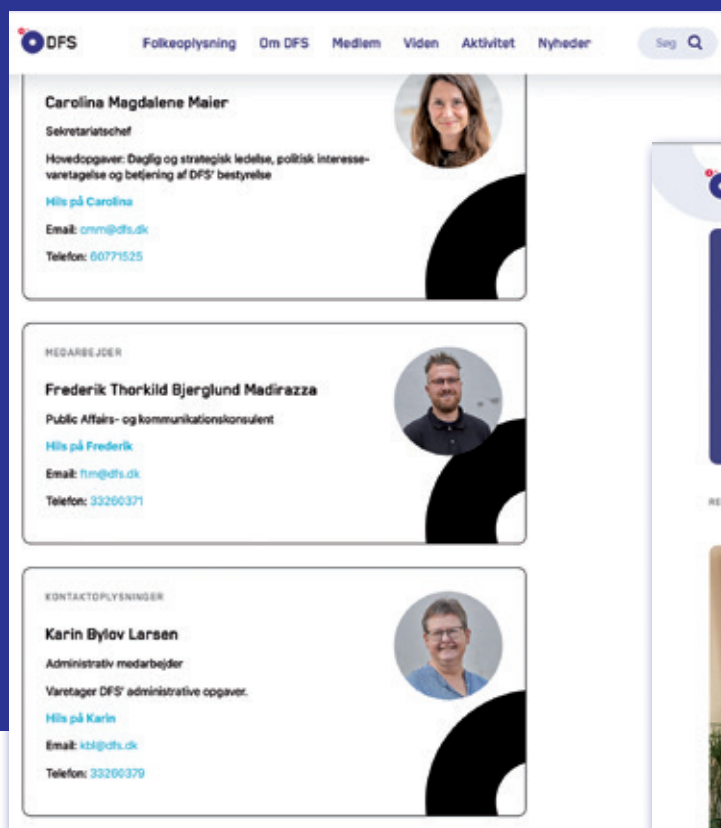 DFS
Folkeoplysning Om DFS Medlem Viden Aktivitet Nyheder
Søg
Carolina Magdalene Maier
Sekretariatschef
Hovedopgaver: Daglig og strategisk ledelse, politisk interesse-
varetagelse og betjening af DFS' bestyrelse
Hils på Carolina
Email: cmm@dfs.dk
Telefon: 60771525
MEDARBEJDER
Frederik Thorkild Bjerglund Madirazza
Public Affairs- og kommunikationskonsulent
Hils på Frederik
Email: ftm@dfs.dk
Telefon: 33260371
KONTAKTOPLYSNINGER
Karin Bylov Larsen
Administrativ medarbejder
Varetager DFS' administrative opgaver.
Hils på Karin
Email: kbl@dfs.dk
Telefon: 33260379